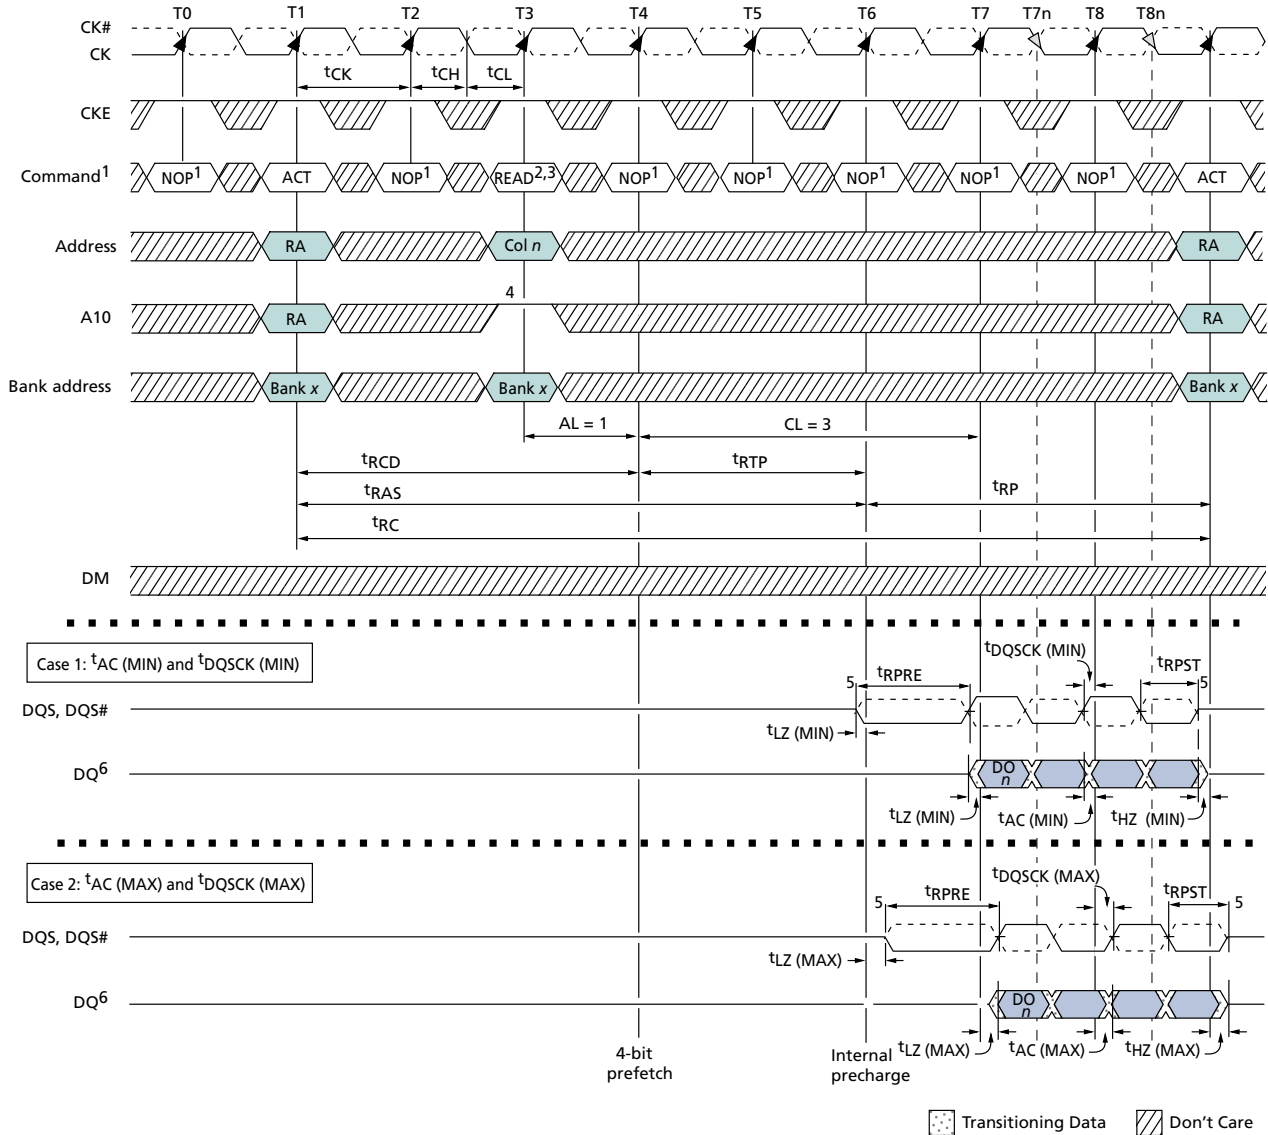 T0 T1 T2 T3 T4 T5 T6 T7 T7n T8 T8n
CK#
CK
tCK tCH tCL
CKE
Command1 NOP1 ACT NOP1 READ2,3 NOP1 NOP1 NOP1 NOP1 NOP1 ACT
Address RA Col n RA
4
A10 RA RA
Bank address Bank x Bank x Bank x
AL = 1 CL = 3
tRCD tRTP
tRAS tRP
tRC
DM
Case 1: tAC (MIN) and tDQSCK (MIN)
tDQSCK (MIN)
5 tRPRE tRPST 5
DQS, DQS#
tLZ (MIN)
DQ6 DO n
tLZ (MIN) tAC (MIN) tHZ (MIN)
Case 2: tAC (MAX) and tDQSCK (MAX)
tDQSCK (MAX)
5 tRPRE tRPST 5
DQS, DQS#
tLZ (MAX)
DQ6 DO n
tLZ (MAX) tAC (MAX) tHZ (MAX)
4-bit
prefetch
Internal
precharge
Transitioning Data Don't Care